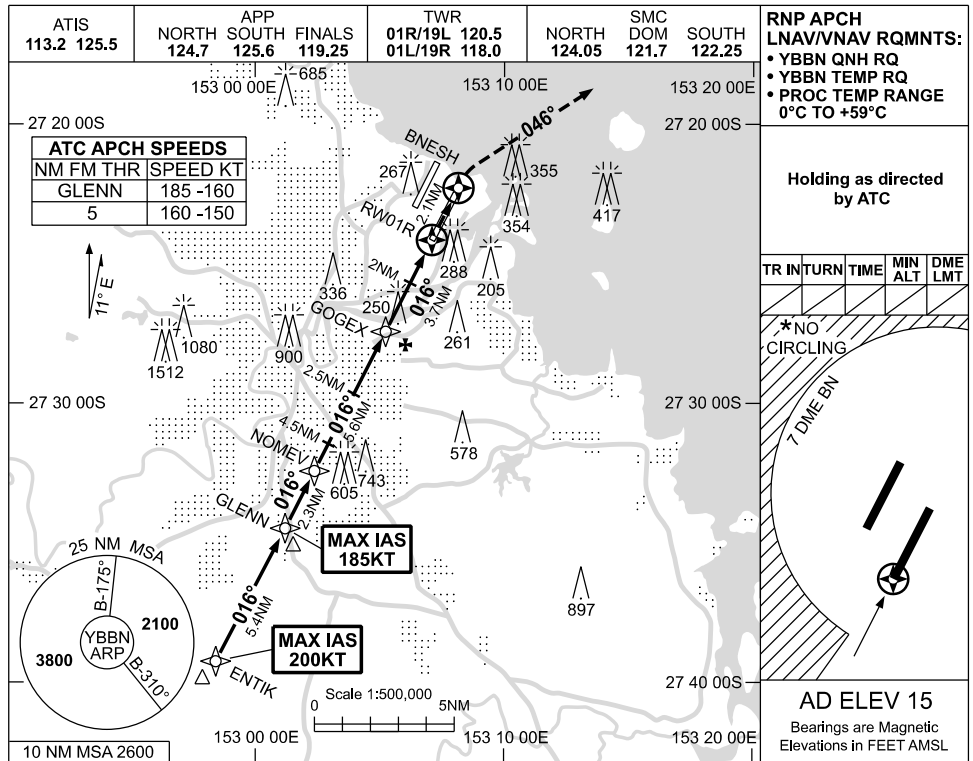 ATIS
113.2 125.5
APP
NORTH SOUTH FINALS
124.7 125.6 119.25
TWR
01R/19L 120.5
01L/19R 118.0
SMC
NORTH DOM SOUTH
124.05 121.7 122.25
RNP APCH
LNAV/VNAV RQMNTS:
• YBBN QNH RQ
• YBBN TEMP RQ
• PROC TEMP RANGE
0°C TO +59°C
Holding as directed
by ATC
TR IN TURN TIME MIN ALT DME LMT
*NO
CIRCLING
7 DME BN
AD ELEV 15
Bearings are Magnetic
Elevations in FEET AMSL
153 00 00E
153 10 00E
153 20 00E
27 20 00S
27 20 00S
685
ATC APCH SPEEDS
NM FM THR SPEED KT
GLENN 185 -160
5 160 -150
046°
BNESH
267
2.1NM
355
354
417
RW01R
288
205
11° E
336
2NM
250
016°
3.7NM
GOGEX
261
1080
1512
900
2.5NM
27 30 00S
27 30 00S
016°
5.6NM
4.5NM
578
NOMEV
743
605
016°
2.3NM
GLENN
MAX IAS
185KT
897
25 NM MSA
B-175°
2100
YBBN
ARP
3800
B-310°
016°
5.4NM
MAX IAS
200KT
ENTIK
27 40 00S
Scale 1:500,000
0 5NM
10 NM MSA 2600
153 00 00E
153 10 00E
153 20 00E